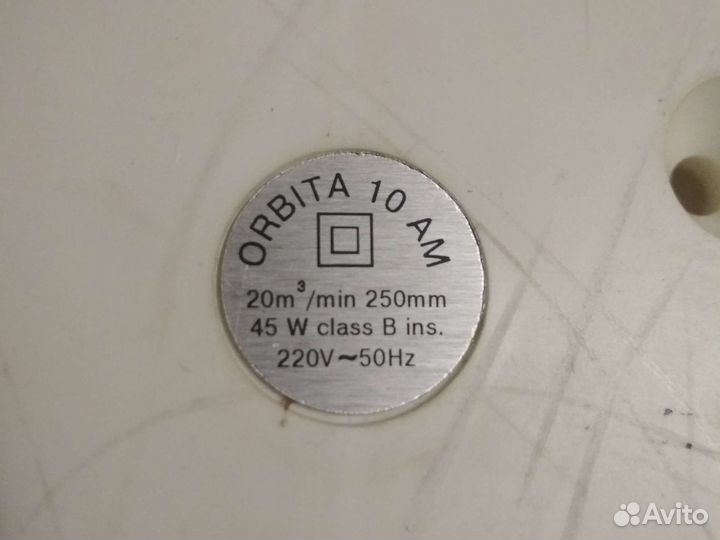 ORBITA 10 AM
20m³/min 250mm
45 W class B ins.
220V~50Hz
Avito